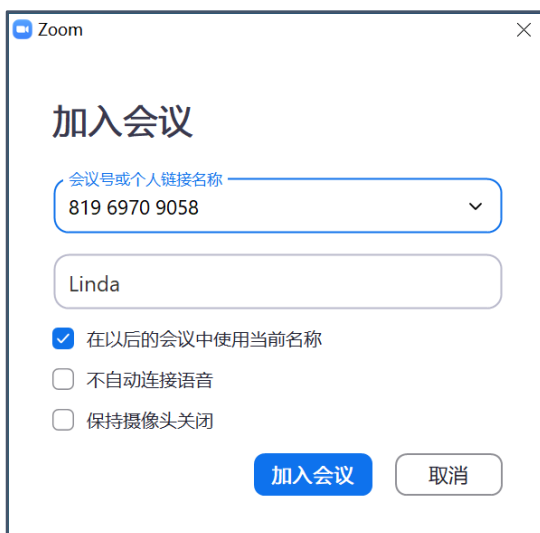 Zoom
加入会议
会议号或个人链接名称
819 6970 9058
Linda
在以后的会议中使用当前名称
不自动连接语音
保持摄像头关闭
加入会议 取消